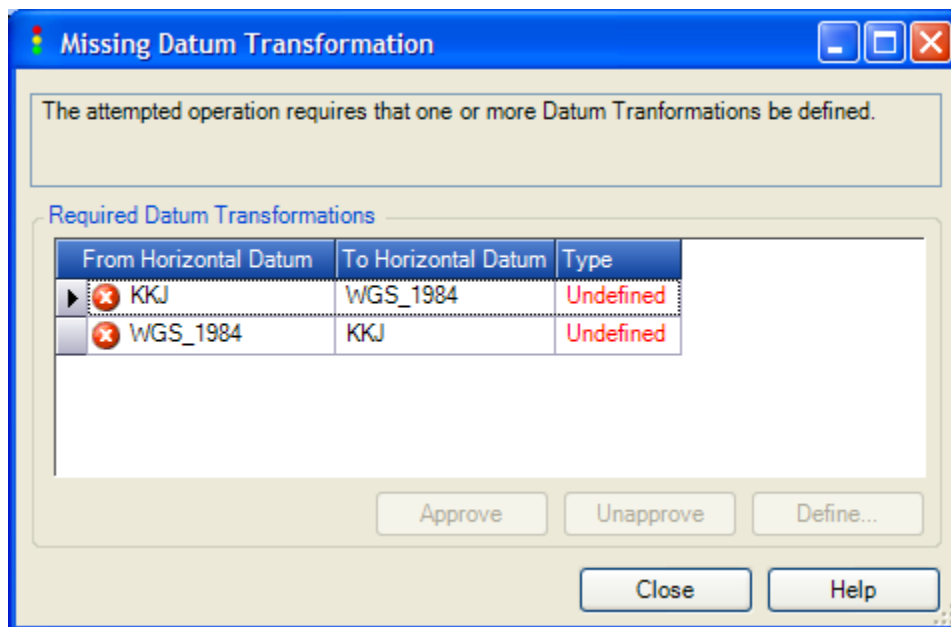 Missing Datum Transformation
The attempted operation requires that one or more Datum Tranformations be defined.
Required Datum Transformations
From Horizontal Datum To Horizontal Datum Type
KKJ WGS_1984 Undefined
WGS_1984 KKJ Undefined
Approve Unapprove Define...
Close Help